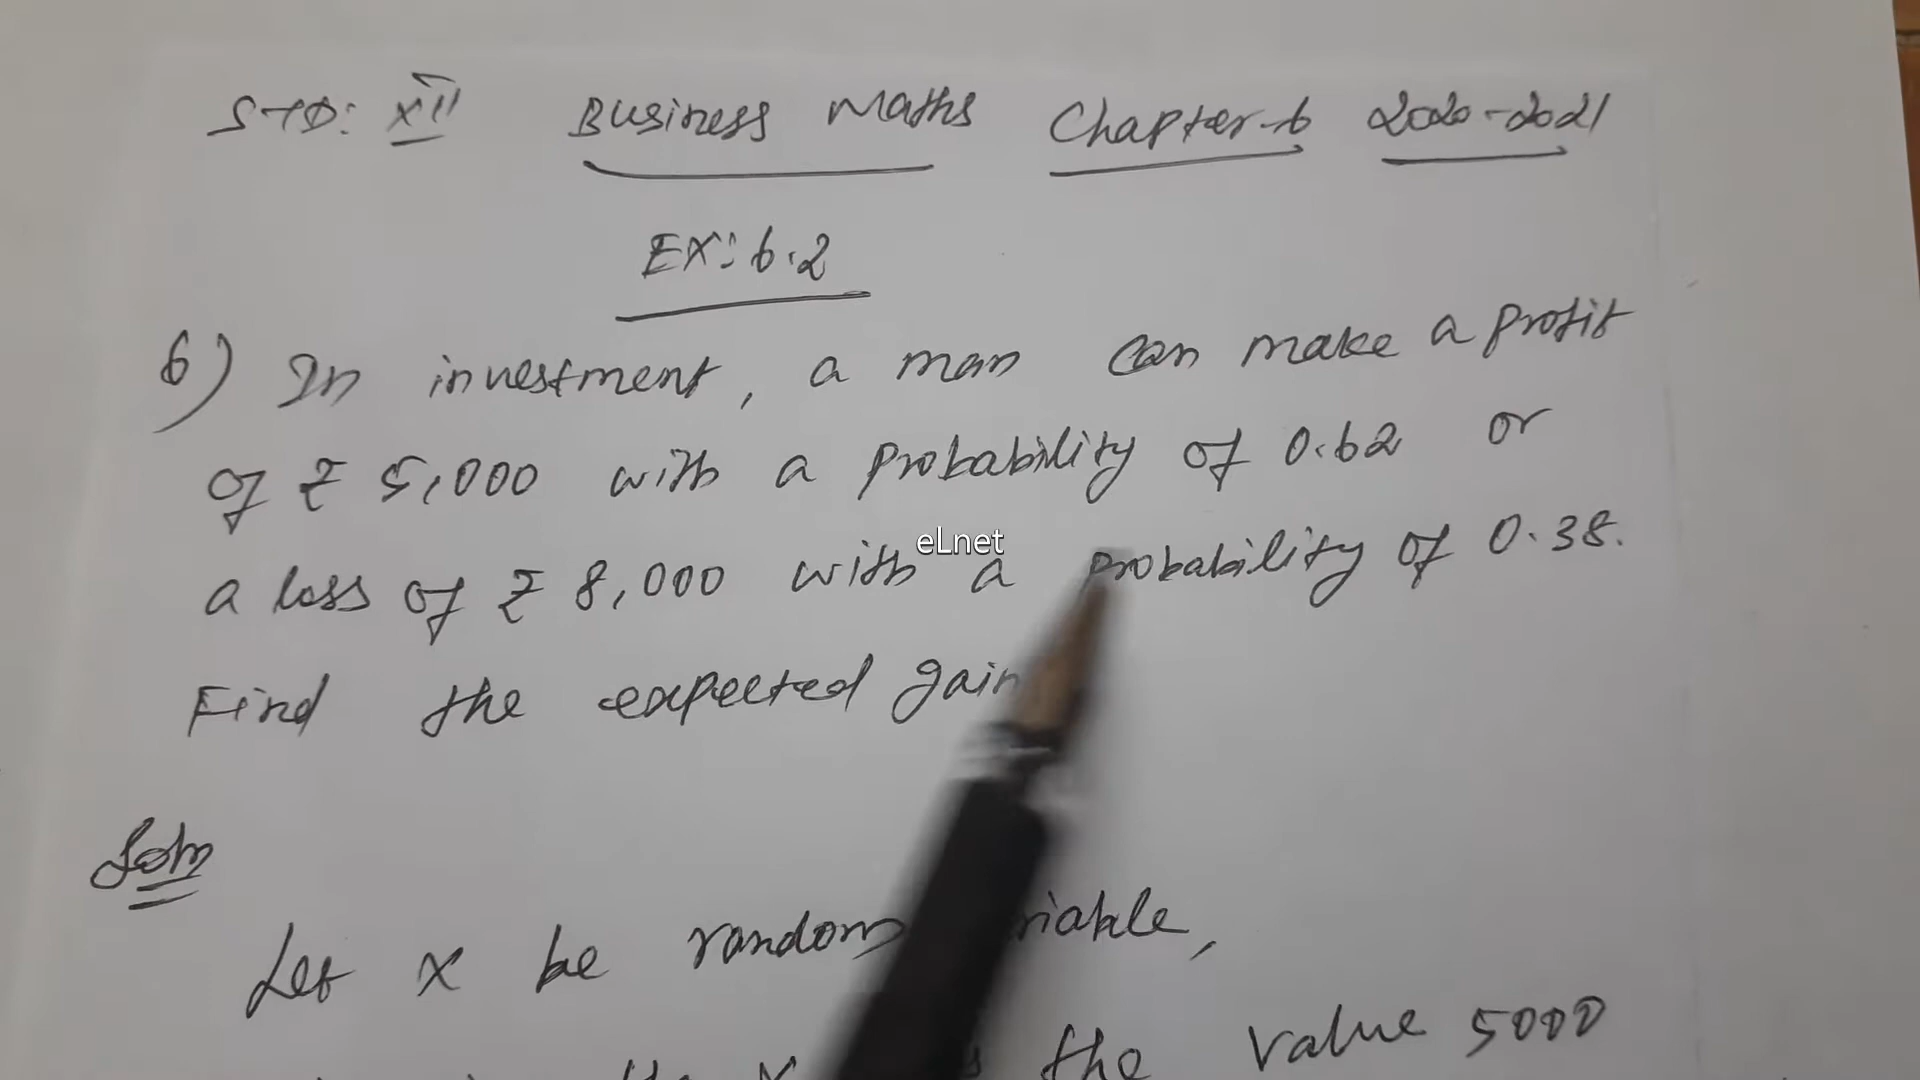 STD: XII Business Maths Chapter-6 2020-2021
EX: 6.2
6) In investment, a man can make a profit
of ₹ 5,000 with a probability of 0.62 or
a loss of ₹ 8,000 with a probability of 0.38.
Find the expected gain
eLnet
Soln
Let x be random
the value 5000